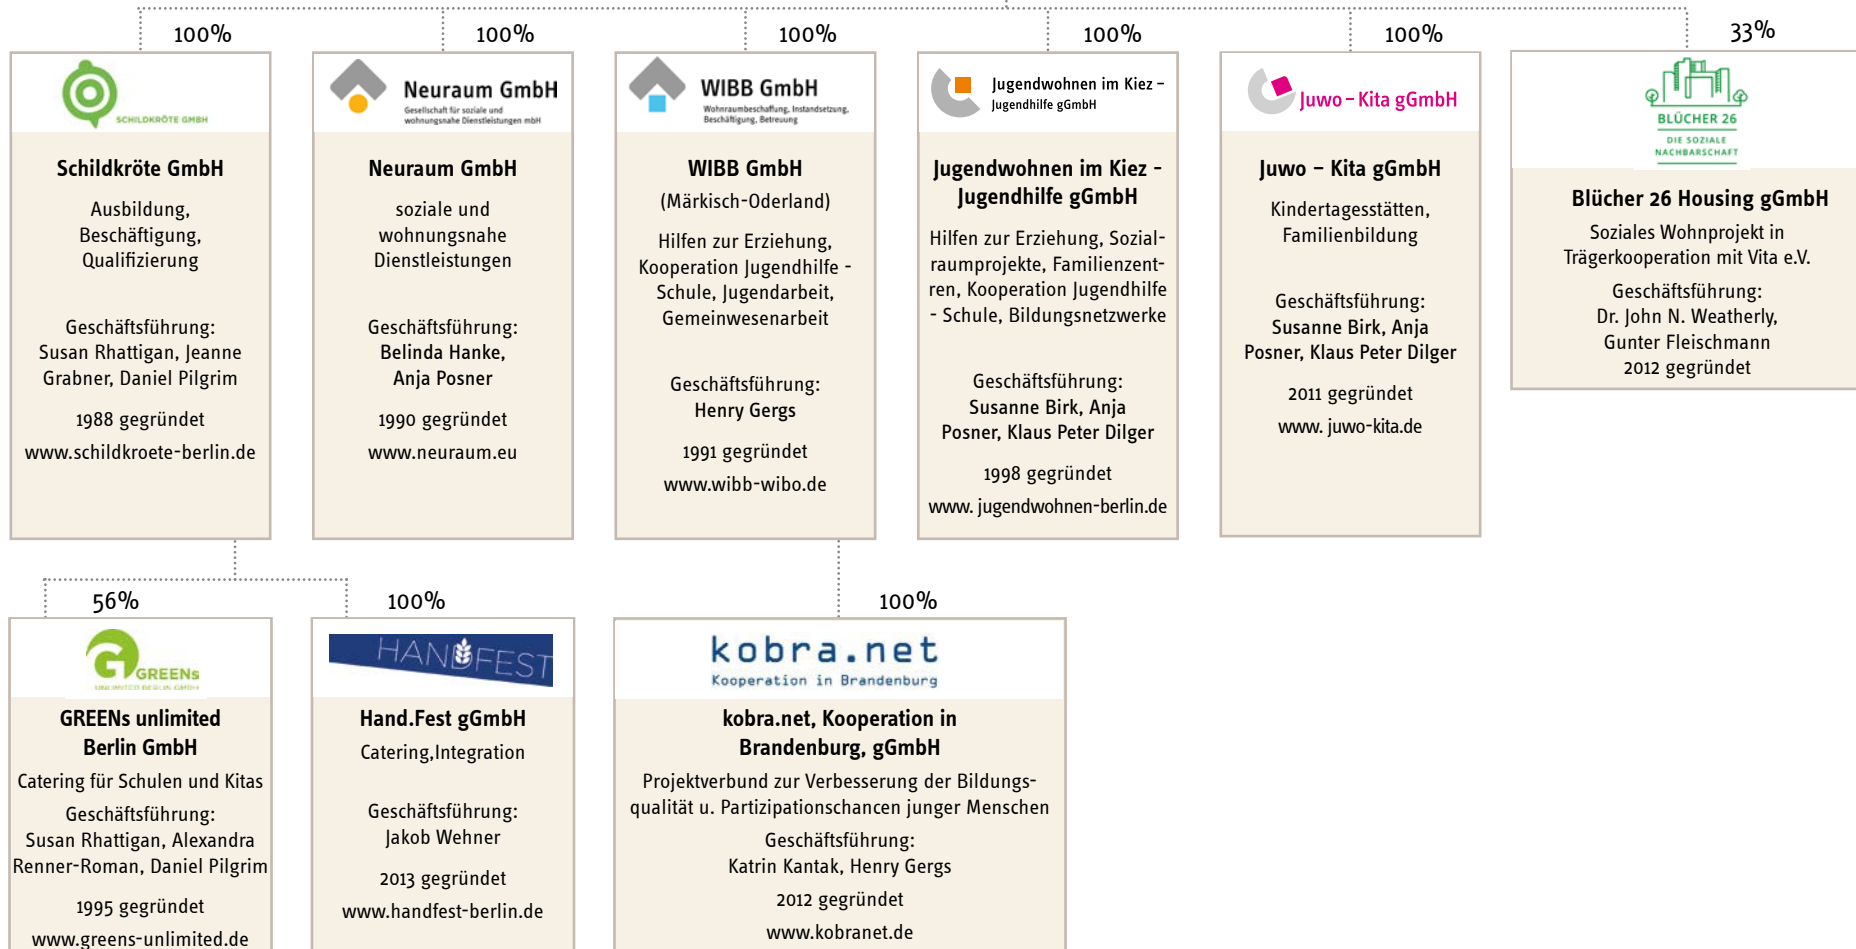 100%
SCHILDKRÖTE GMBH
Schildkröte GmbH
Ausbildung,
Beschäftigung,
Qualifizierung
Geschäftsführung:
Susan Rhattigan, Jeanne
Grabner, Daniel Pilgrim
1988 gegründet
www.schildkroete-berlin.de
100%
Neuraum GmbH
Gesellschaft für soziale und
wohnungsnahe Dienstleistungen mbH
Neuraum GmbH
soziale und
wohnungsnahe
Dienstleistungen
Geschäftsführung:
Belinda Hanke,
Anja Posner
1990 gegründet
www.neuraum.eu
100%
WIBB GmbH
Wohnraumbeschaffung, Instandsetzung,
Beschäftigung, Betreuung
WIBB GmbH
(Märkisch-Oderland)
Hilfen zur Erziehung,
Kooperation Jugendhilfe -
Schule, Jugendarbeit,
Gemeinwesenarbeit
Geschäftsführung:
Henry Gergs
1991 gegründet
www.wibb-wibo.de
100%
Jugendwohnen im Kiez –
Jugendhilfe gGmbH
Jugendwohnen im Kiez -
Jugendhilfe gGmbH
Hilfen zur Erziehung, Sozial-
raumprojekte, Familienzent-
ren, Kooperation Jugendhilfe
- Schule, Bildungsnetzwerke
Geschäftsführung:
Susanne Birk, Anja
Posner, Klaus Peter Dilger
1998 gegründet
www. jugendwohnen-berlin.de
100%
Juwo – Kita gGmbH
Juwo – Kita gGmbH
Kindertagesstätten,
Familienbildung
Geschäftsführung:
Susanne Birk, Anja
Posner, Klaus Peter Dilger
2011 gegründet
www. juwo-kita.de
33%
BLÜCHER 26
DIE SOZIALE
NACHBARSCHAFT
Blücher 26 Housing gGmbH
Soziales Wohnprojekt in
Trägerkooperation mit Vita e.V.
Geschäftsführung:
Dr. John N. Weatherly,
Gunter Fleischmann
2012 gegründet
56%
GREENs
UNLIMITED BERLIN GMBH
GREENs unlimited
Berlin GmbH
Catering für Schulen und Kitas
Geschäftsführung:
Susan Rhattigan, Alexandra
Renner-Roman, Daniel Pilgrim
1995 gegründet
www.greens-unlimited.de
100%
HANDFEST
Hand.Fest gGmbH
Catering,Integration
Geschäftsführung:
Jakob Wehner
2013 gegründet
www.handfest-berlin.de
100%
kobra.net
Kooperation in Brandenburg
kobra.net, Kooperation in
Brandenburg, gGmbH
Projektverbund zur Verbesserung der Bildungs-
qualität u. Partizipationschancen junger Menschen
Geschäftsführung:
Katrin Kantak, Henry Gergs
2012 gegründet
www.kobranet.de